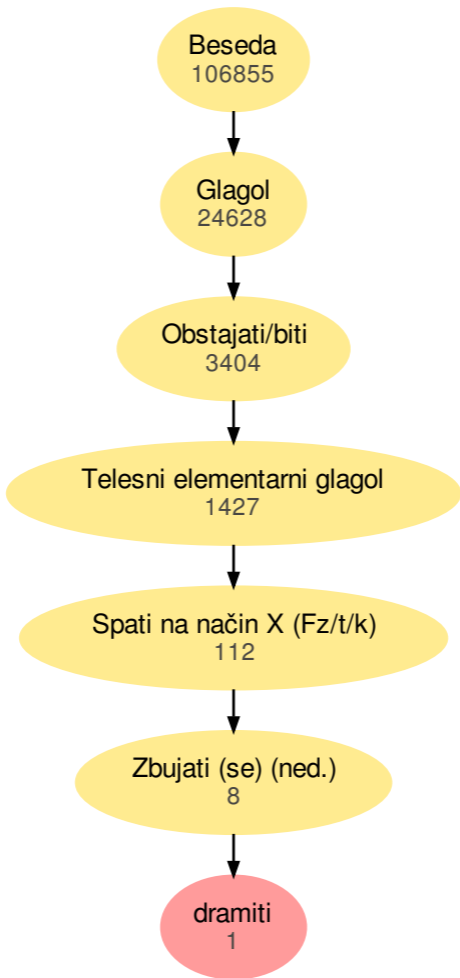 Beseda
106855
Glagol
24628
Obstajati/biti
3404
Telesni elementarni glagol
1427
Spati na način X (Fz/t/k)
112
Zbujati (se) (ned.)
8
dramiti
1